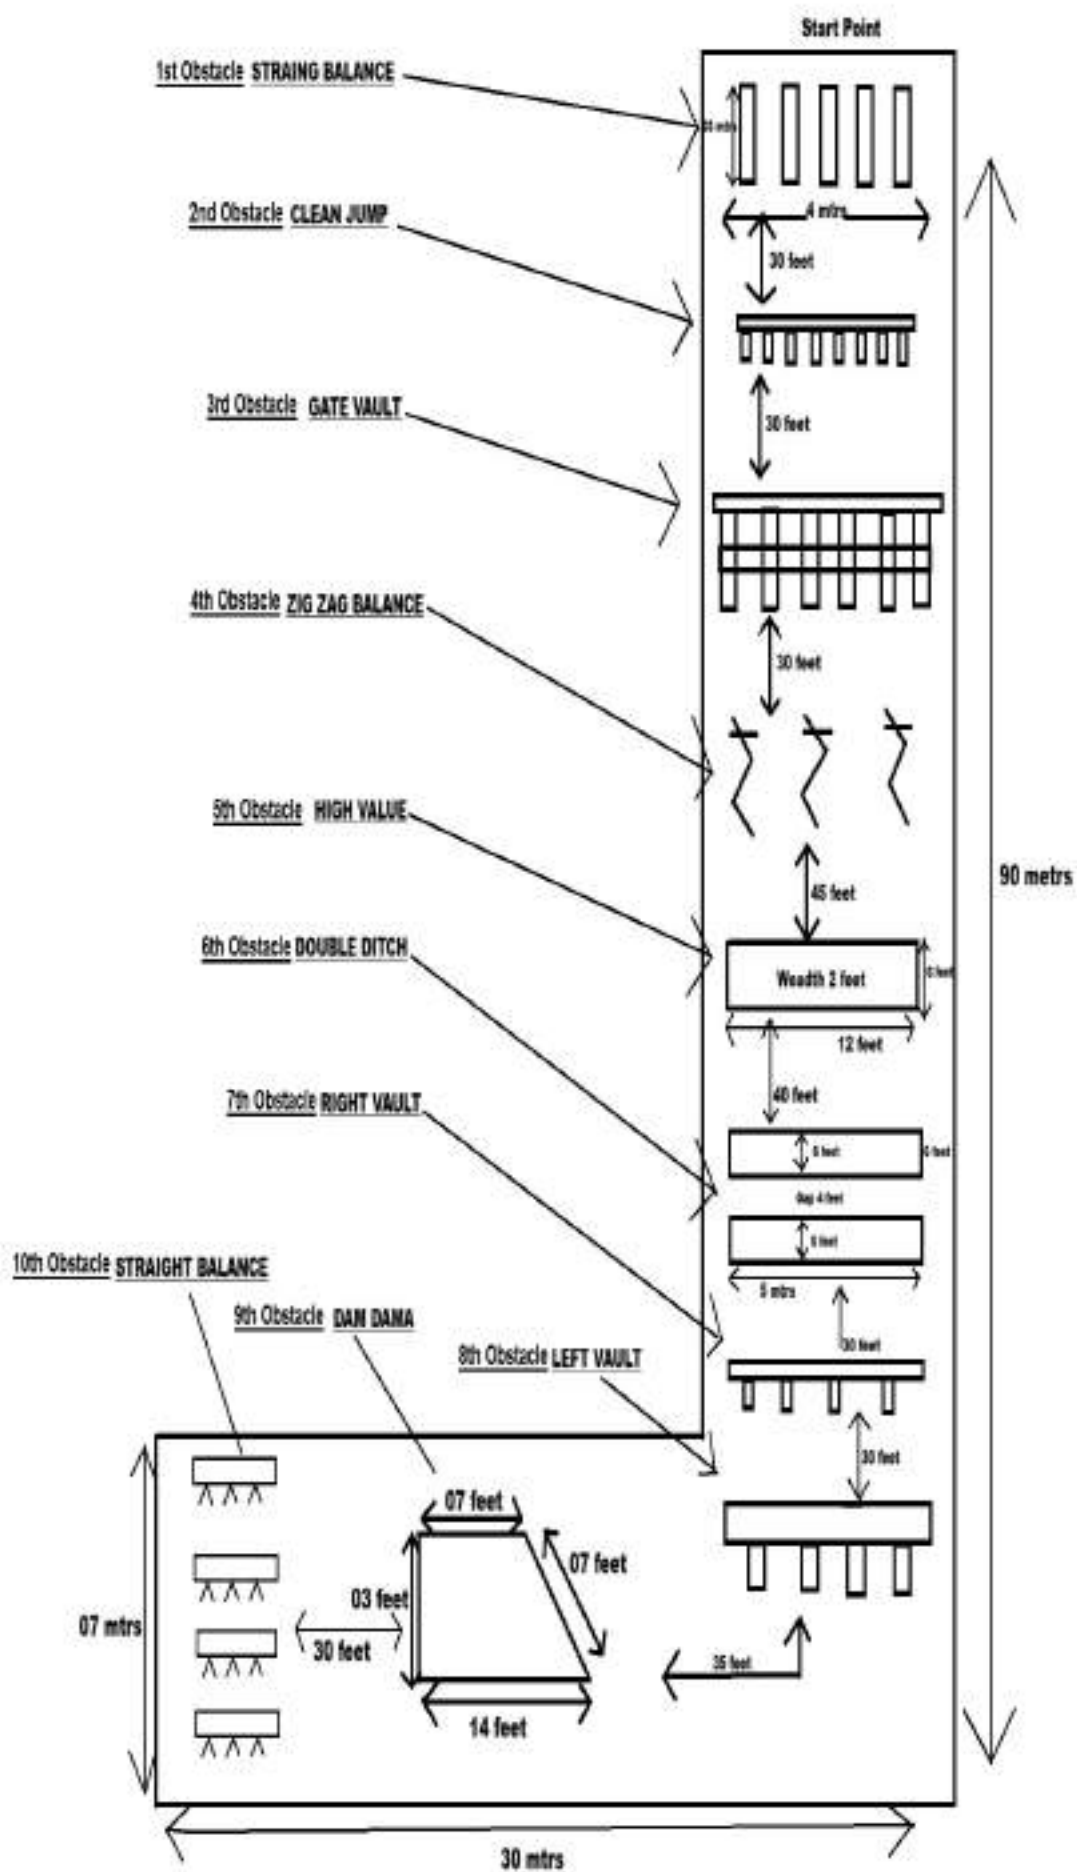 Start Point
1st Obstacle STRAING BALANCE
4 mtrs
2nd Obstacle CLEAN JUMP
30 feet
3rd Obstacle GATE VAULT
30 feet
4th Obstacle ZIG ZAG BALANCE
30 feet
5th Obstacle HIGH VALUE
45 feet
90 metrs
6th Obstacle DOUBLE DITCH
Weadth 2 feet
feet
12 feet
7th Obstacle RIGHT VAULT
40 feet
feet
feet
Gap 4 feet
feet
5 mtrs
10th Obstacle STRAIGHT BALANCE
9th Obstacle DAM DAMA
30 feet
8th Obstacle LEFT VAULT
30 feet
07 feet
07 feet
03 feet
07 mtrs
30 feet
35 feet
14 feet
30 mtrs